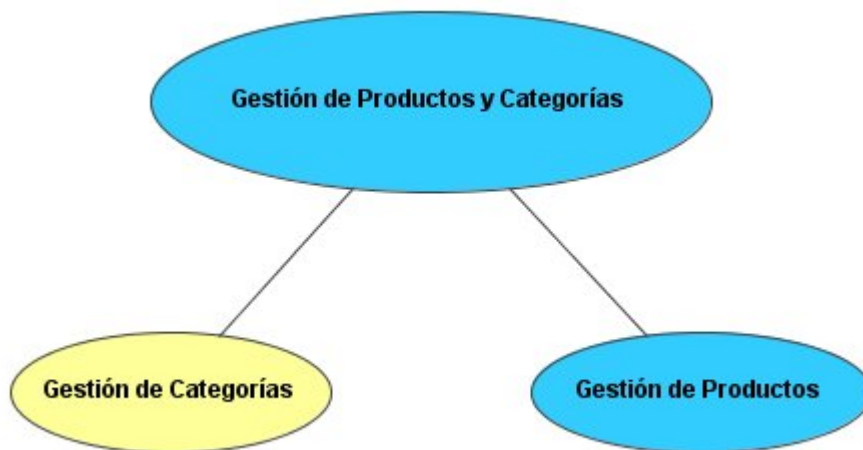 Gestión de Productos y Categorías
Gestión de Categorías
Gestión de Productos